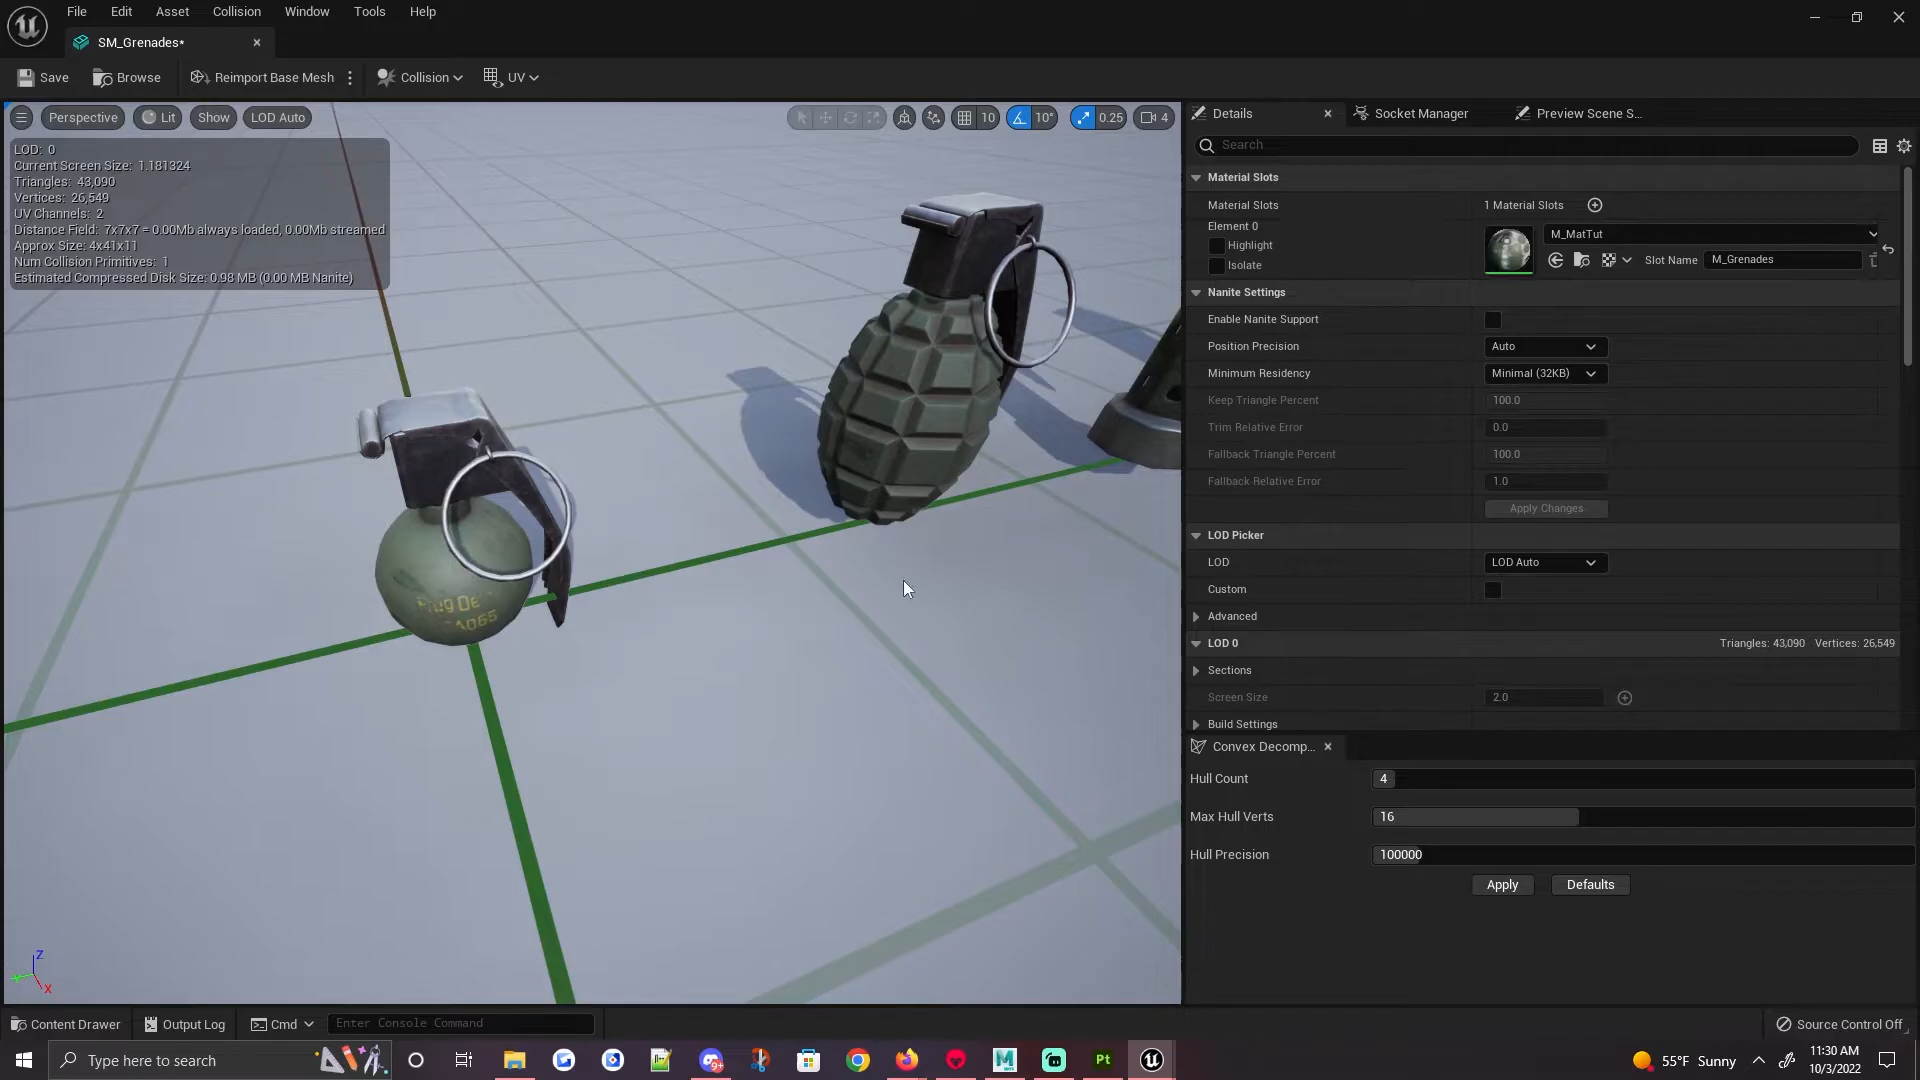 File Edit Asset Collision Window Tools Help
SM_Grenades*
Save Browse Reimport Base Mesh Collision UV
Perspective Lit Show LOD Auto 10 10° 0.25 4
LOD: 0
Current Screen Size: 1.181324
Triangles: 43,090
Vertices: 26,549
UV Channels: 2
Distance Field: 7x7x7 = 0.00Mb always loaded, 0.00Mb streamed
Approx Size: 4x41x11
Num Collision Primitives: 1
Estimated Compressed Disk Size: 0.98 MB (0.00 MB Nanite)
Z
X
Details Socket Manager Preview Scene S...
Search
Material Slots
Material Slots 1 Material Slots
Element 0
Highlight
Isolate
M_MatTut
Slot Name M_Grenades
Nanite Settings
Enable Nanite Support
Position Precision Auto
Minimum Residency Minimal (32KB)
Keep Triangle Percent 100.0
Trim Relative Error 0.0
Fallback Triangle Percent 100.0
Fallback Relative Error 1.0
Apply Changes
LOD Picker
LOD LOD Auto
Custom
Advanced
LOD 0 Triangles: 43,090 Vertices: 26,549
Sections
Screen Size 2.0
Build Settings
Convex Decomp...
Hull Count 4
Max Hull Verts 16
Hull Precision 100000
Apply Defaults
Content Drawer Output Log Cmd Enter Console Command Source Control Off
Type here to search 9+ Pt 55°F Sunny 11:30 AM
10/3/2022